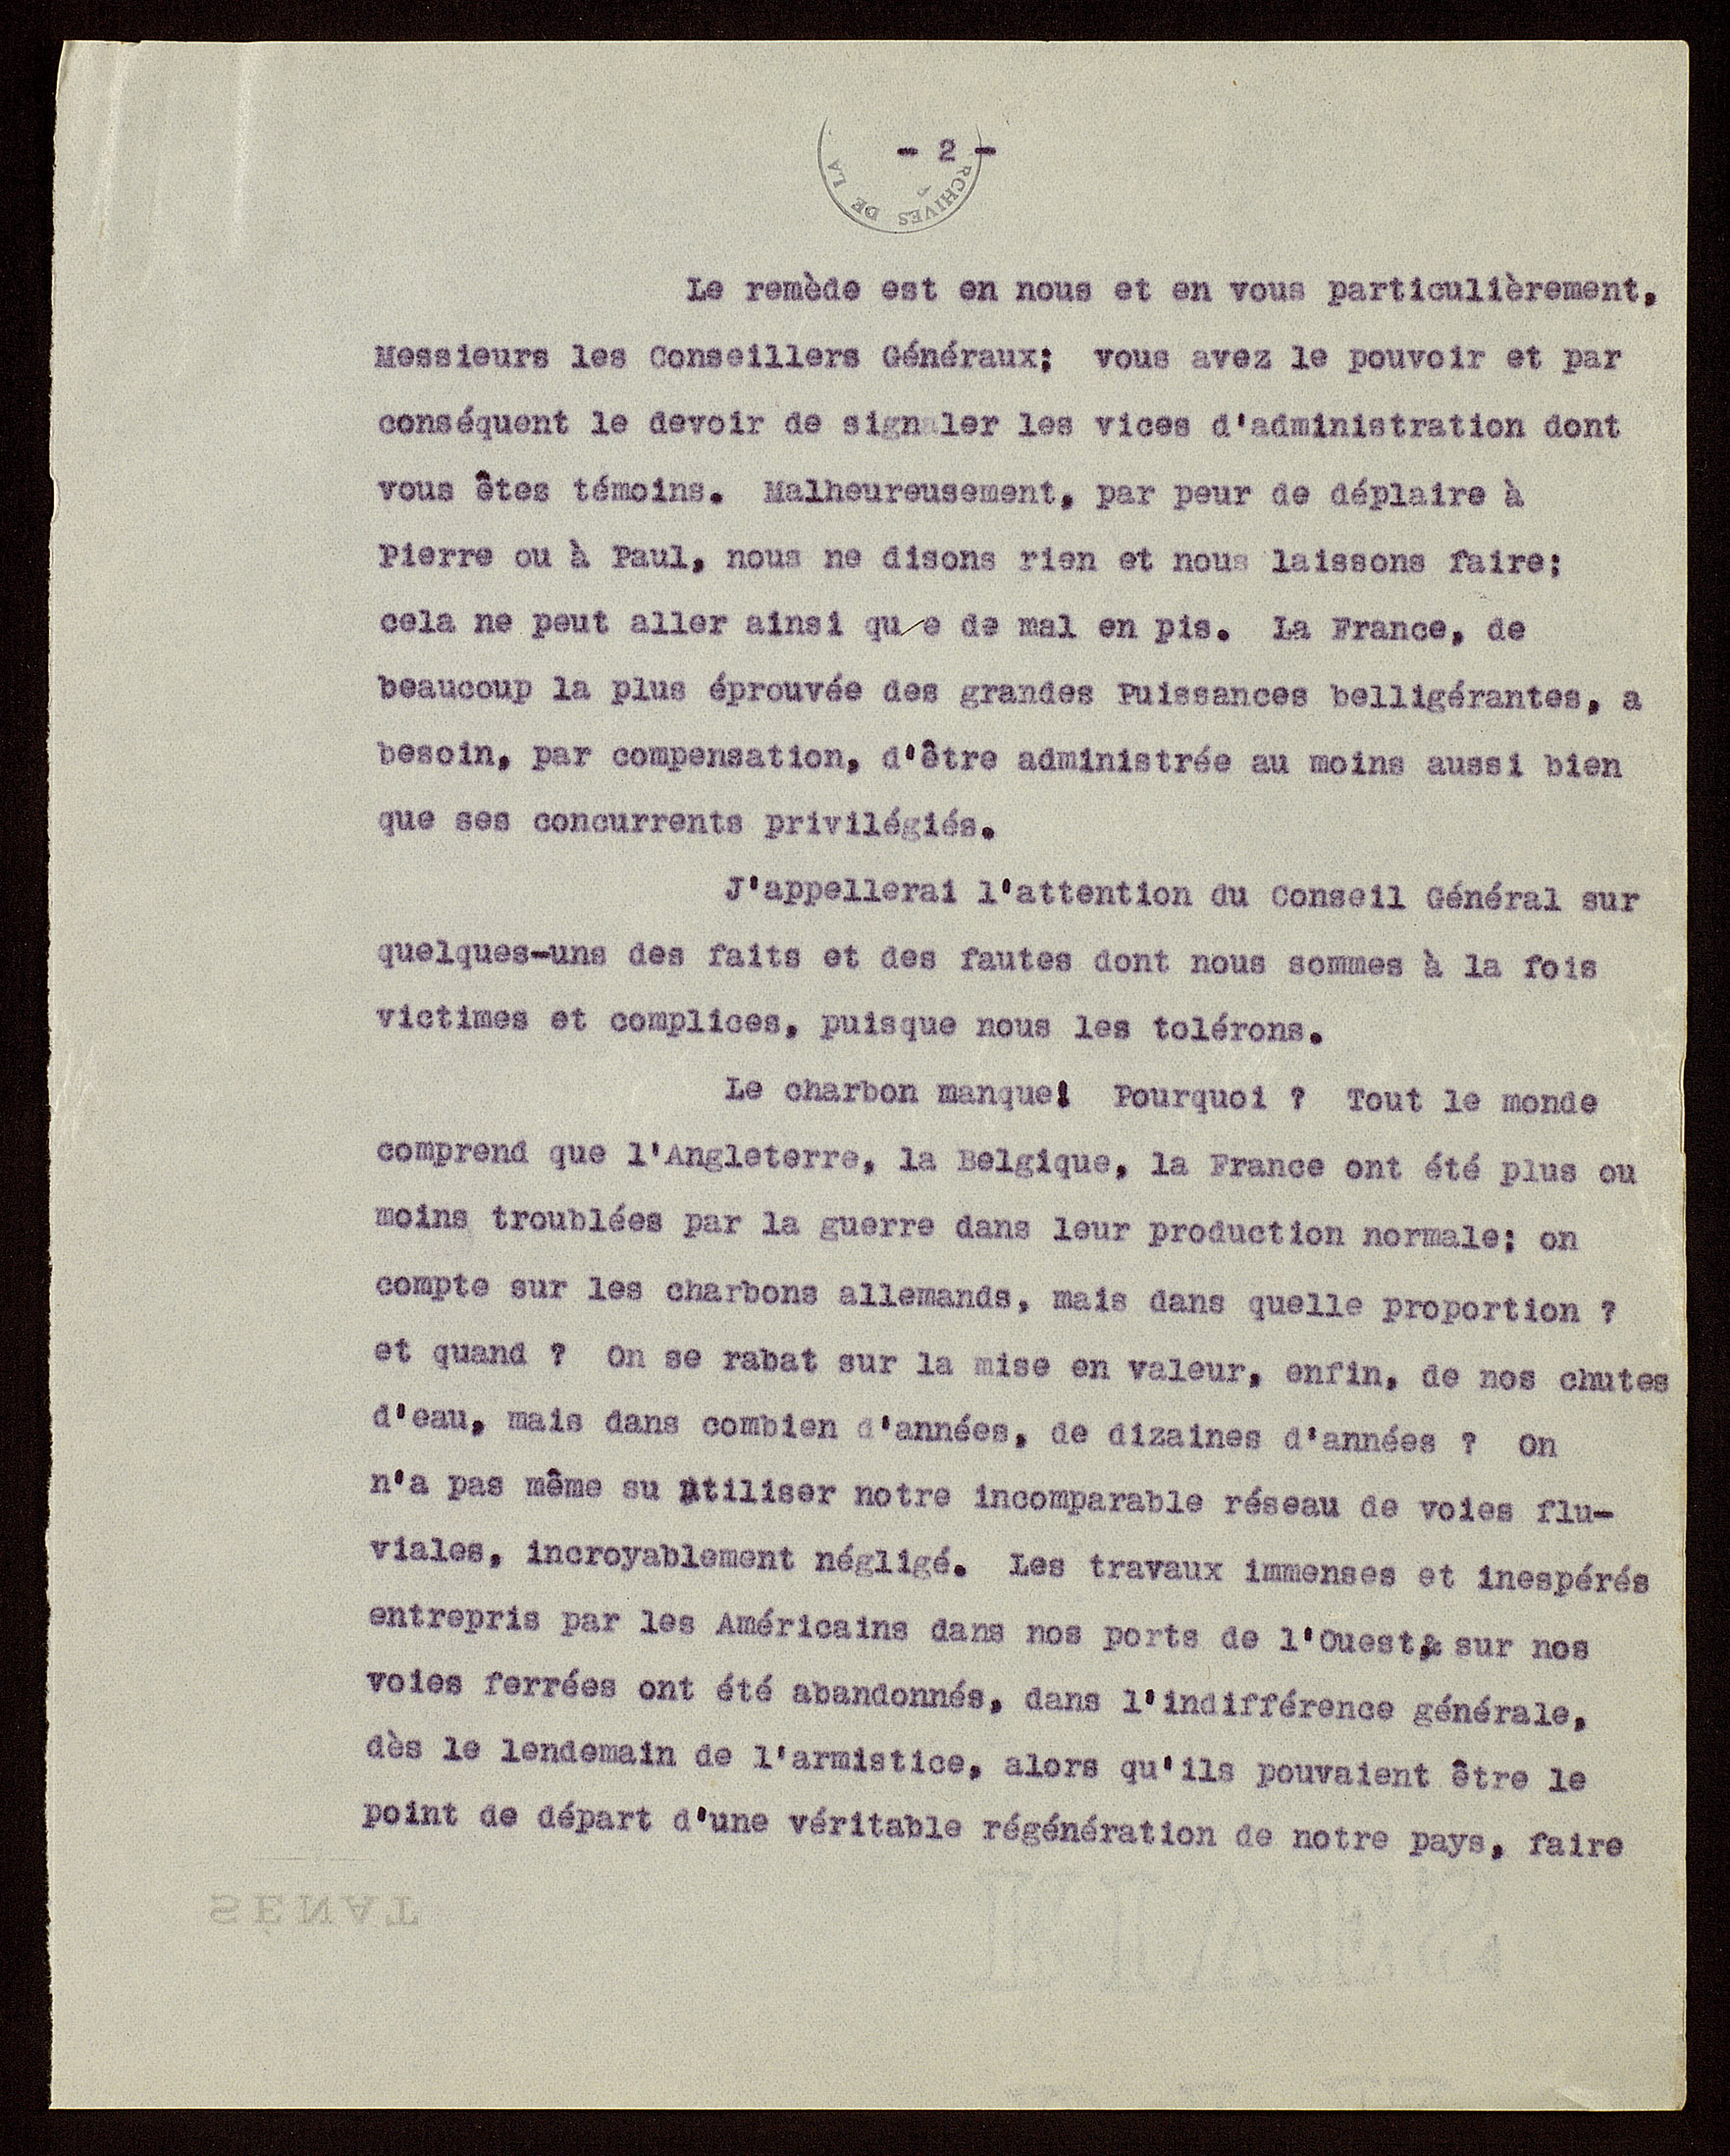 - 2 -
ARCHIVES DE LA
Le remède est en nous et en vous particulièrement,
Messieurs les Conseillers Généraux; vous avez le pouvoir et par
conséquent le devoir de signaler les vices d'administration dont
vous êtes témoins. Malheureusement, par peur de déplaire à
Pierre ou à Paul, nous ne disons rien et nous laissons faire;
cela ne peut aller ainsi que de mal en pis. La France, de
beaucoup la plus éprouvée des grandes Puissances belligérantes, a
besoin, par compensation, d'être administrée au moins aussi bien
que ses concurrents privilégiés.
J'appellerai l'attention du Conseil Général sur
quelques-uns des faits et des fautes dont nous sommes à la fois
victimes et complices, puisque nous les tolérons.
Le charbon manque! Pourquoi ? Tout le monde
comprend que l'Angleterre, la Belgique, la France ont été plus ou
moins troublées par la guerre dans leur production normale; on
compte sur les charbons allemands, mais dans quelle proportion ?
et quand ? On se rabat sur la mise en valeur, enfin, de nos chutes
d'eau, mais dans combien d'années, de dizaines d'années ? On
n'a pas même su utiliser notre incomparable réseau de voies flu-
viales, incroyablement négligé. Les travaux immenses et inespérés
entrepris par les Américains dans nos ports de l'Ouest & sur nos
voies ferrées ont été abandonnés, dans l'indifférence générale,
dès le lendemain de l'armistice, alors qu'ils pouvaient être le
point de départ d'une véritable régénération de notre pays, faire
SÉNAT